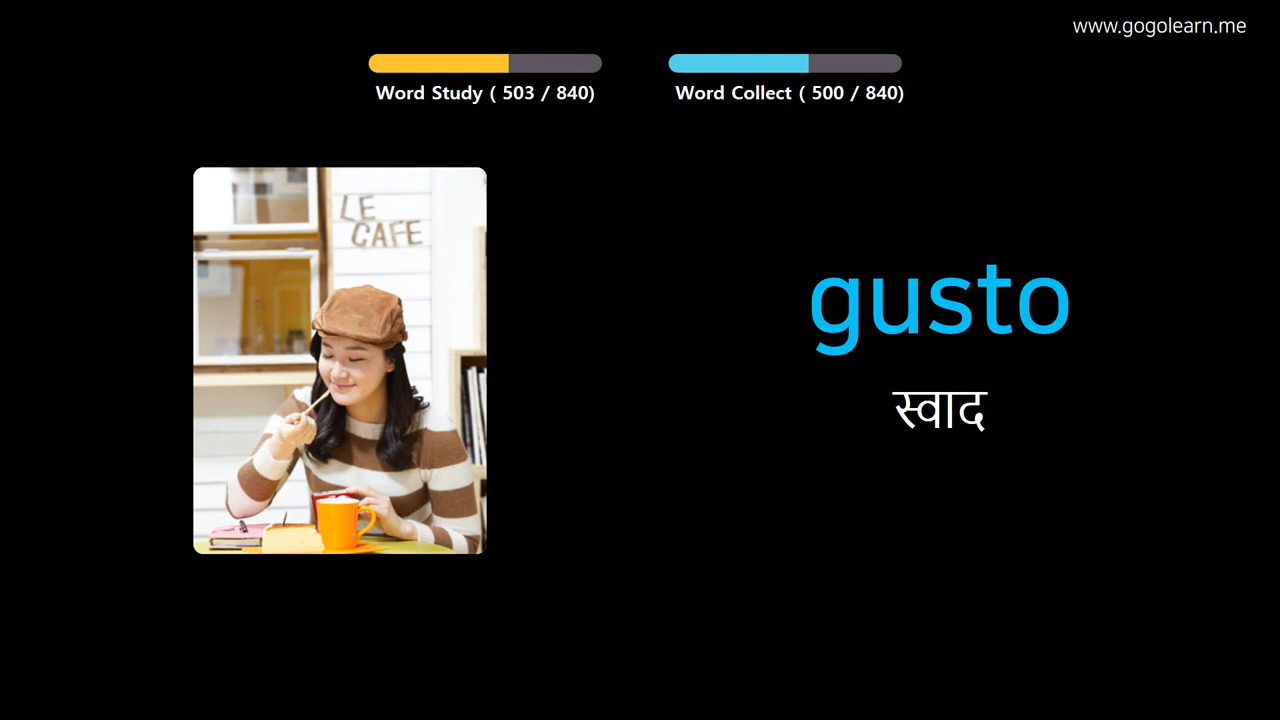 www.gogolearn.me
Word Study ( 503 / 840)
Word Collect ( 500 / 840)
LE
CAFE
gusto
स्वाद